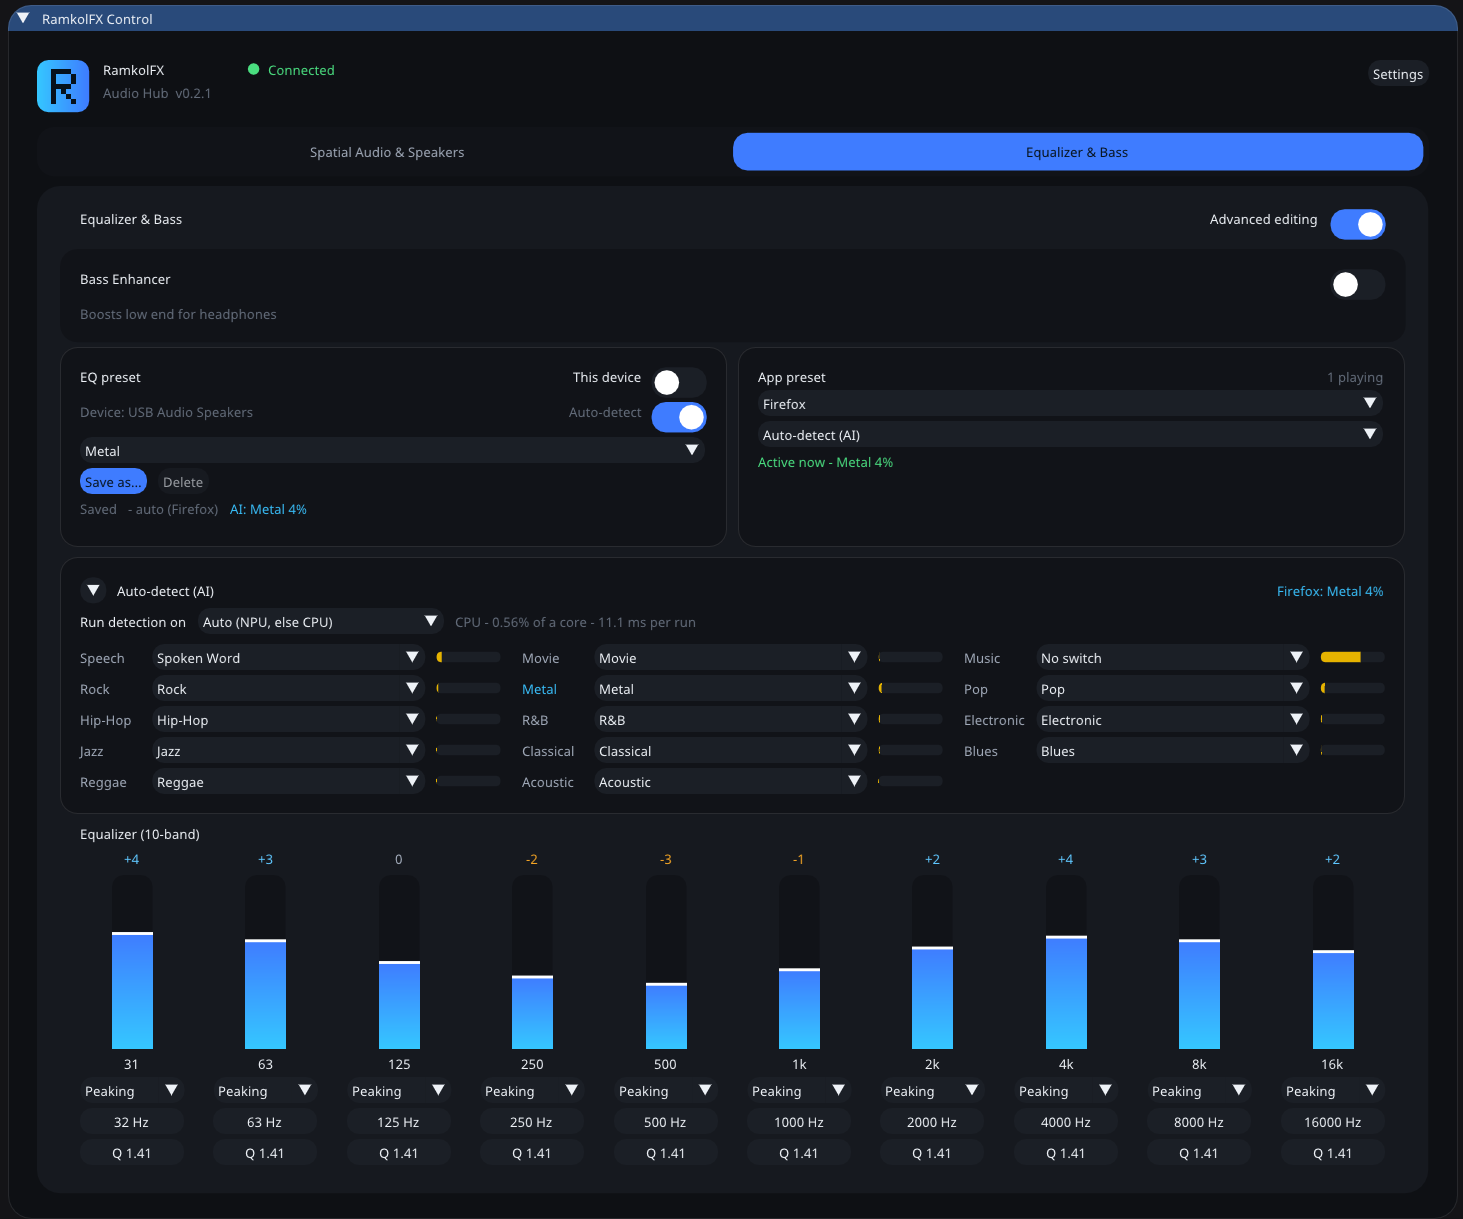 RamkolFX Control
RamkolFX
Connected
Settings
Audio Hub v0.2.1
Spatial Audio & Speakers
Equalizer & Bass
Equalizer & Bass
Advanced editing
Bass Enhancer
Boosts low end for headphones
EQ preset
This device
Device: USB Audio Speakers
Auto-detect
Metal
Save as...
Delete
Saved - auto (Firefox) AI: Metal 4%
App preset
1 playing
Firefox
Auto-detect (AI)
Active now - Metal 4%
Auto-detect (AI)
Firefox: Metal 4%
Run detection on Auto (NPU, else CPU) CPU - 0.56% of a core - 11.1 ms per run
Speech Spoken Word Movie Movie Music No switch
Rock Rock Metal Metal Pop Pop
Hip-Hop Hip-Hop R&B R&B Electronic Electronic
Jazz Jazz Classical Classical Blues Blues
Reggae Reggae Acoustic Acoustic
Equalizer (10-band)
+4 +3 0 -2 -3 -1 +2 +4 +3 +2
31 63 125 250 500 1k 2k 4k 8k 16k
Peaking Peaking Peaking Peaking Peaking Peaking Peaking Peaking Peaking Peaking
32 Hz 63 Hz 125 Hz 250 Hz 500 Hz 1000 Hz 2000 Hz 4000 Hz 8000 Hz 16000 Hz
Q 1.41 Q 1.41 Q 1.41 Q 1.41 Q 1.41 Q 1.41 Q 1.41 Q 1.41 Q 1.41 Q 1.41